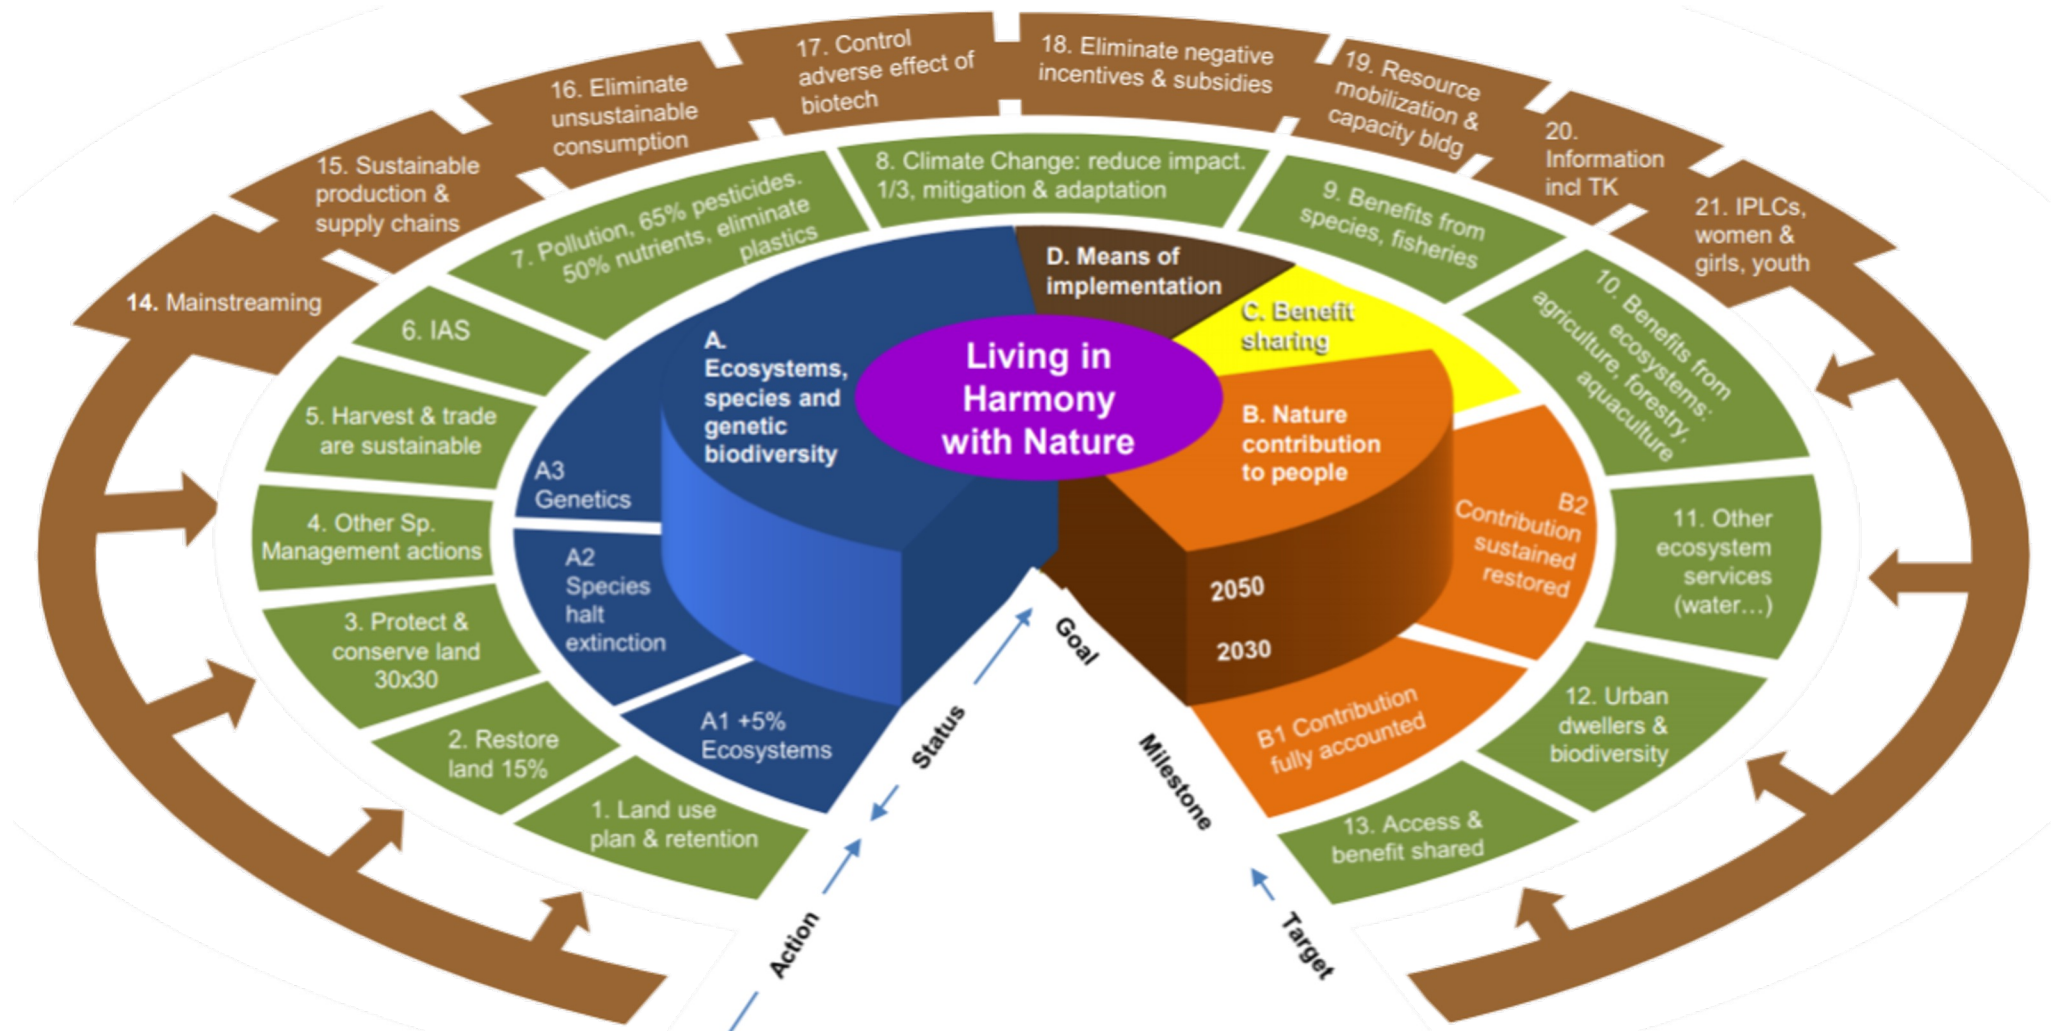 17. Control
adverse effect of
biotech
18. Eliminate negative
incentives & subsidies
19. Resource
mobilization &
capacity bldg
16. Eliminate
unsustainable
consumption
20.
Information
incl TK
15. Sustainable
production &
supply chains
21. IPLCs,
women &
girls, youth
14. Mainstreaming
7. Pollution, 65% pesticides.
50% nutrients, eliminate
plastics
8. Climate Change: reduce impact.
1/3, mitigation & adaptation
9. Benefits from
species, fisheries
10. Benefits from
ecosystems:
agriculture, forestry,
aquaculture
6. IAS
5. Harvest & trade
are sustainable
4. Other Sp.
Management actions
3. Protect &
conserve land
30x30
2. Restore
land 15%
1. Land use
plan & retention
11. Other
ecosystem
services
(water...)
12. Urban
dwellers &
biodiversity
13. Access &
benefit shared
D. Means of
implementation
C. Benefit
sharing
A.
Ecosystems,
species and
genetic
biodiversity
Living in
Harmony
with Nature
B. Nature
contribution
to people
A3
Genetics
A2
Species
halt
extinction
A1 +5%
Ecosystems
B2
Contribution
sustained
restored
2050
2030
B1 Contribution
fully accounted
Goal
Status
Milestone
Action
Target